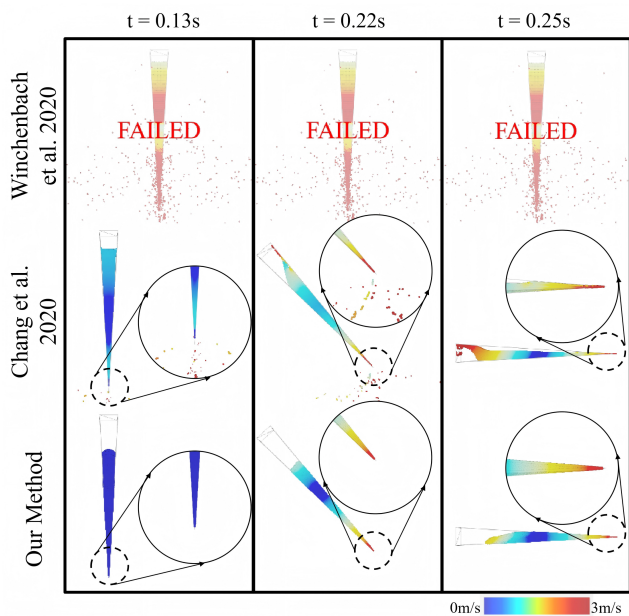 t = 0.13s
t = 0.22s
t = 0.25s
Winchenbach
et al. 2020
FAILED
FAILED
FAILED
Chang et al.
2020
Our Method
0m/s
3m/s